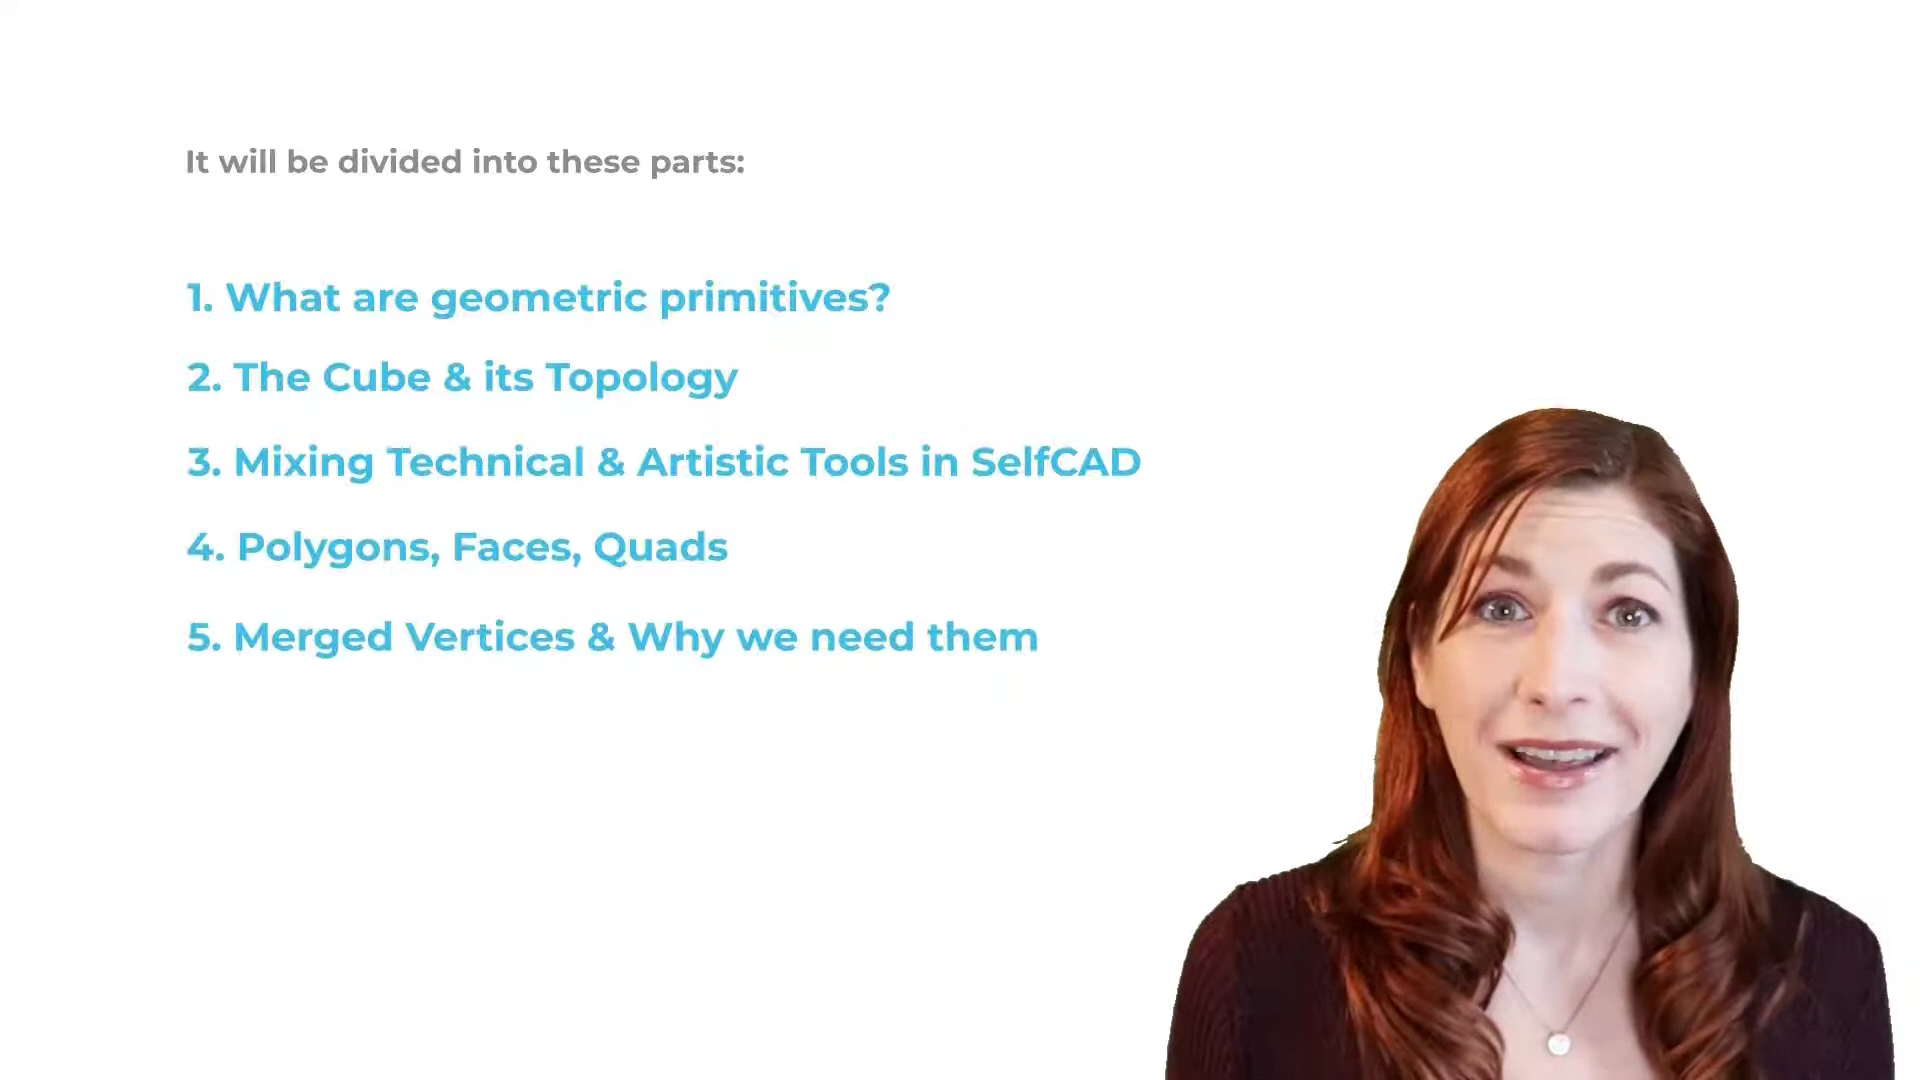 It will be divided into these parts:
1. What are geometric primitives?
2. The Cube & its Topology
3. Mixing Technical & Artistic Tools in SelfCAD
4. Polygons, Faces, Quads
5. Merged Vertices & Why we need them